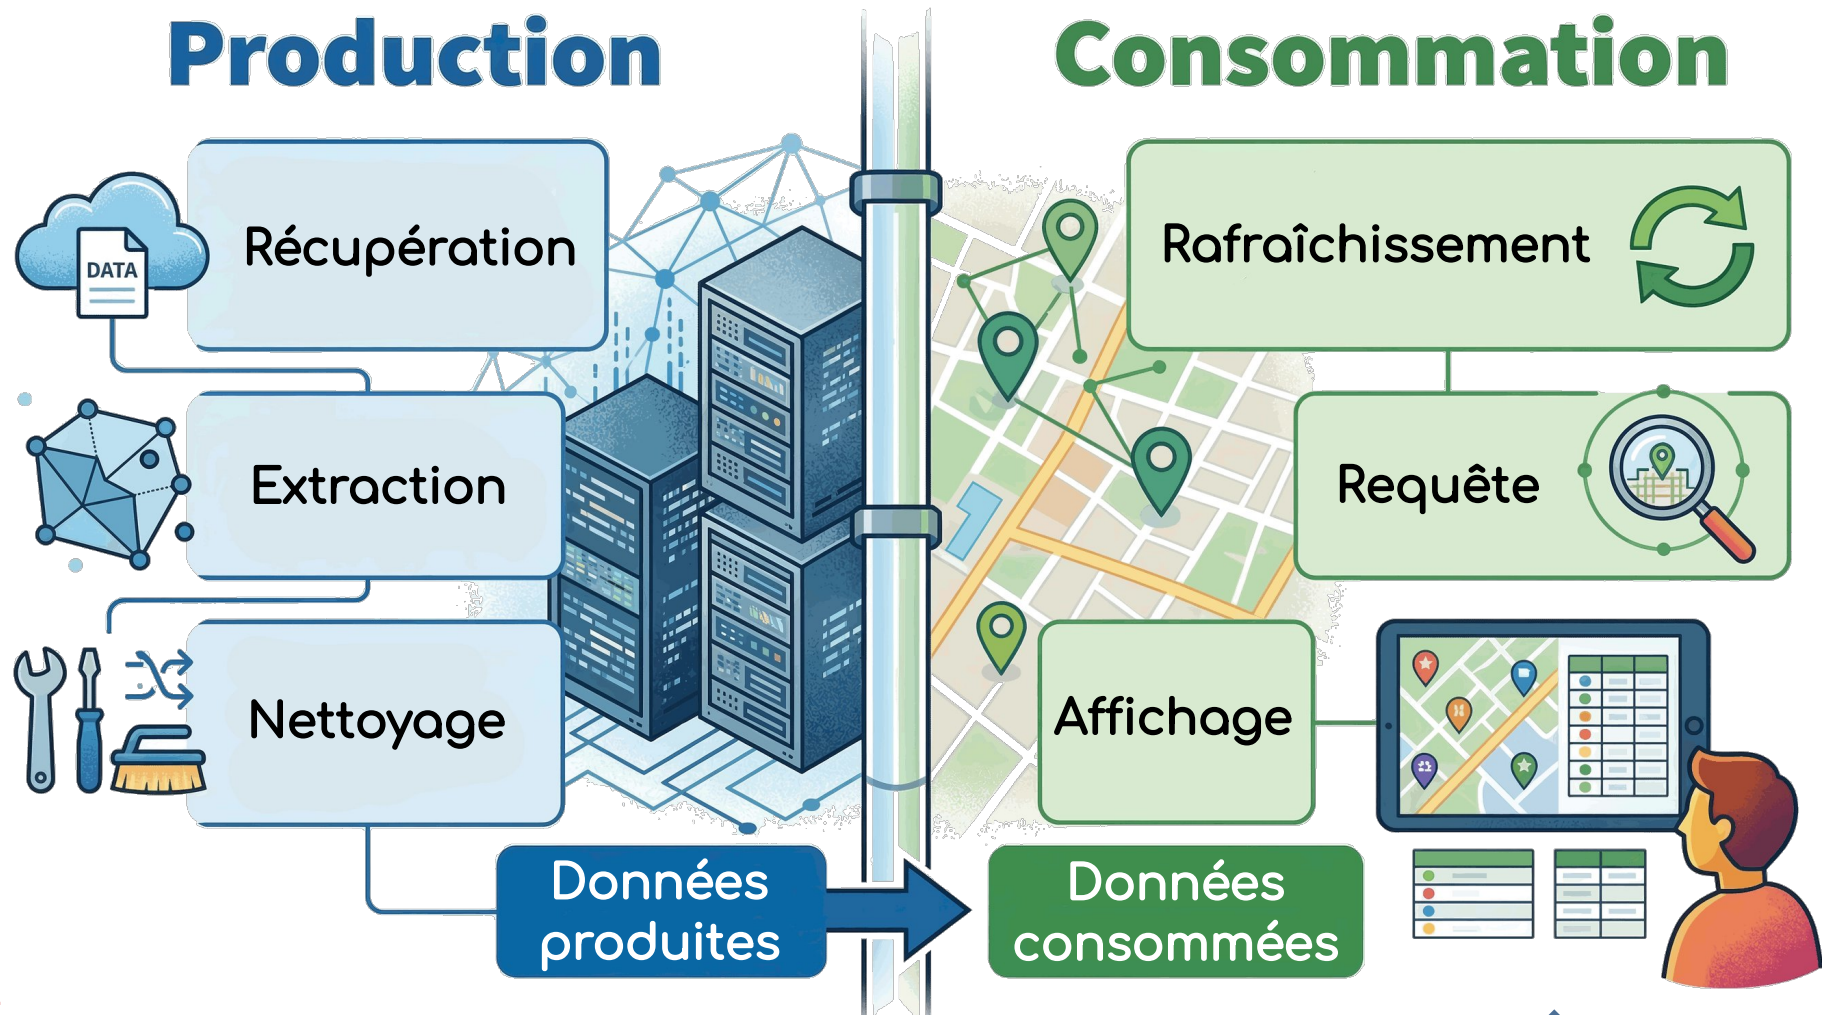 Production
Consommation
DATA
Récupération
Rafraîchissement
Extraction
Requête
Nettoyage
Affichage
Données
produites
Données
consommées